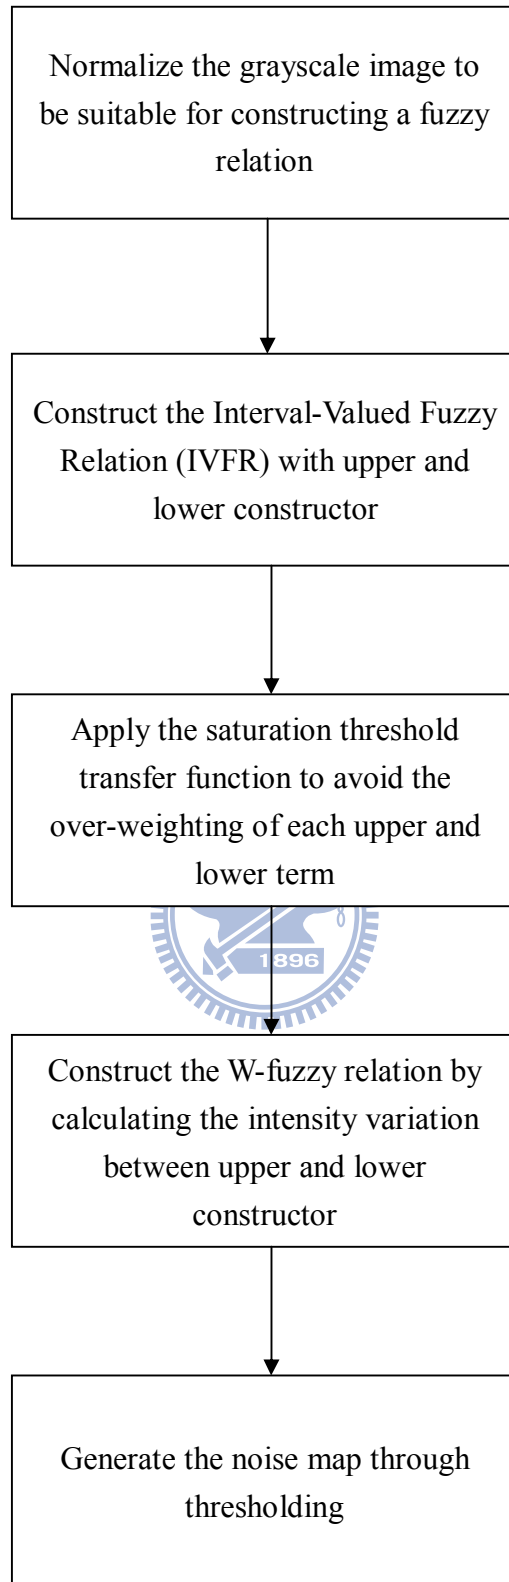 Normalize the grayscale image to
be suitable for constructing a fuzzy
relation
Construct the Interval-Valued Fuzzy
Relation (IVFR) with upper and
lower constructor
Apply the saturation threshold
transfer function to avoid the
over-weighting of each upper and
lower term
1896
Construct the W-fuzzy relation by
calculating the intensity variation
between upper and lower
constructor
Generate the noise map through
thresholding